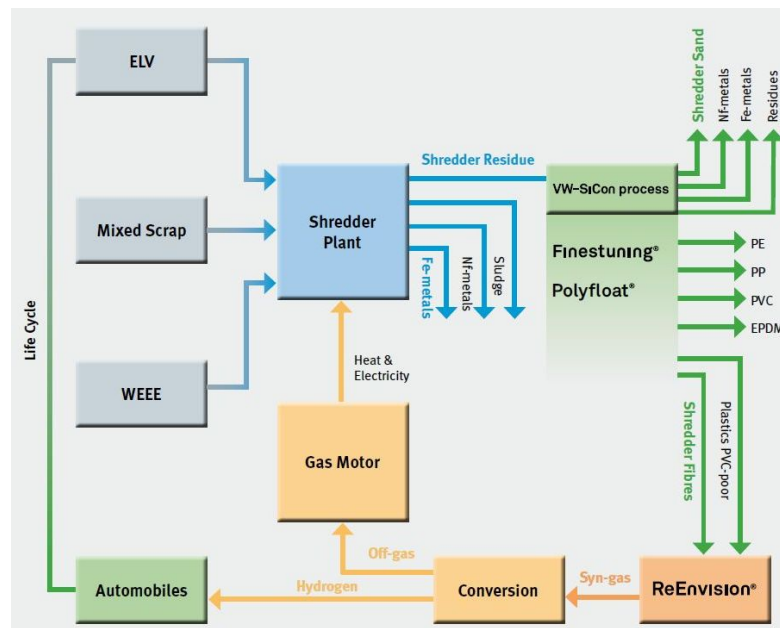 ELV
Mixed Scrap
WEEE
Life Cycle
Automobiles
Shredder
Plant
Shredder Residue
Fe-metals
Nf-metals
Sludge
Heat &
Electricity
Gas Motor
Off-gas
Hydrogen
Conversion
Syn-gas
ReEnvision®
VW-SiCon process
Finestuning®
Polyfloat®
Shredder Sand
Nf-metals
Fe-metals
Residues
PE
PP
PVC
EPDM
Shredder Fibres
Plastics PVC-poor